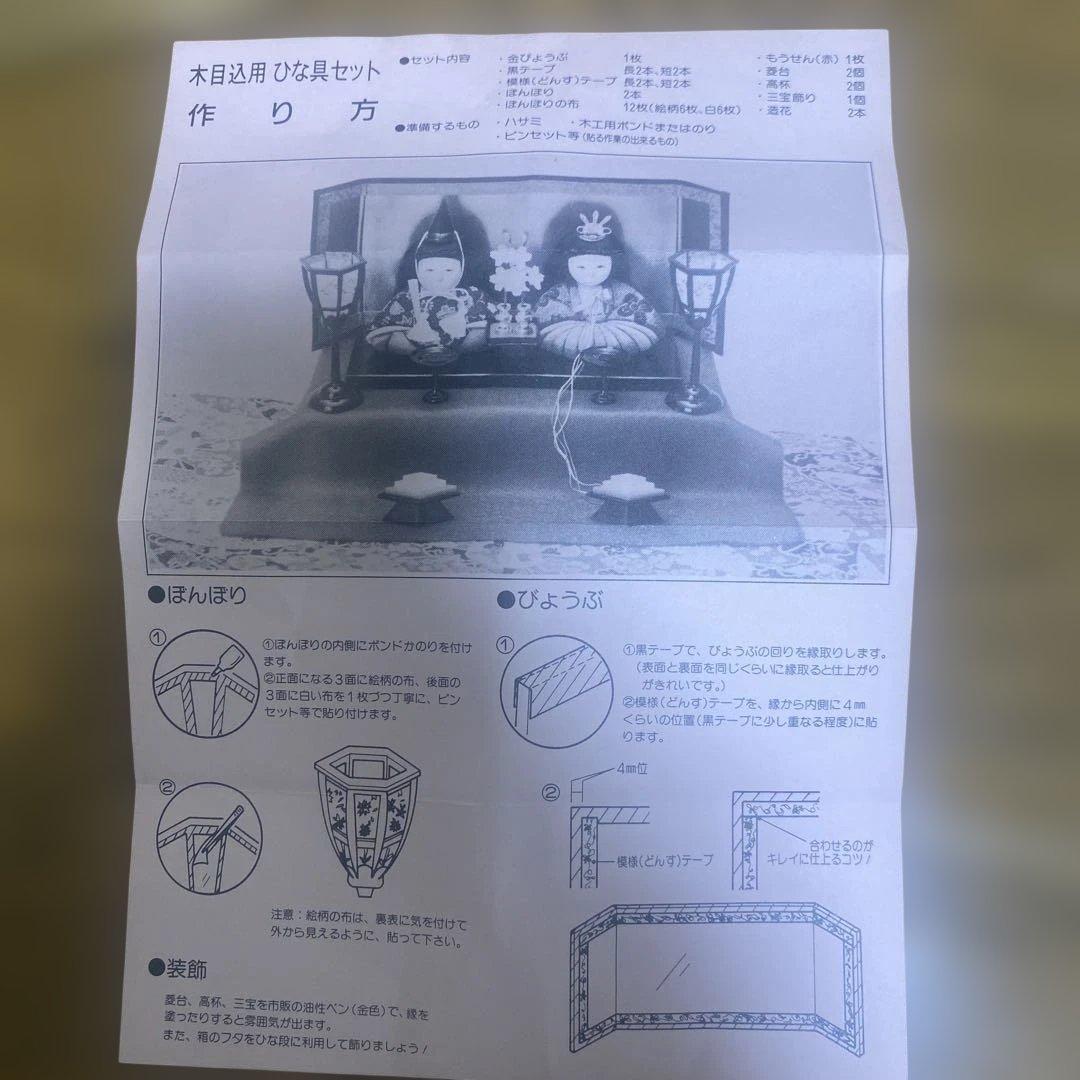 木目込用 ひな具セット
作り方
●セット内容
・金びょうぶ 1枚
・黒テープ 長2本、短2本
・模様(どんす)テープ 長2本、短2本
・ぼんぼり 2本
・ぼんぼりの布 12枚(絵柄6枚、白6枚)
・もうせん(赤) 1枚
・菱台 2個
・高杯 2個
・三宝飾り 1個
・造花 2本
●準備するもの
・ハサミ ・木工用ボンドまたはのり
・ピンセット等(貼る作業の出来るもの)
●ぼんぼり
①
①ぼんぼりの内側にボンドかのりを付け
ます。
②正面になる3面に絵柄の布、後面の
3面に白い布を1枚づつ丁寧に、ピン
セット等で貼り付けます。
②
注意：絵柄の布は、裏表に気を付けて
外から見えるように、貼って下さい。
●装飾
菱台、高杯、三宝を市販の油性ペン(金色)で、縁を
塗ったりすると雰囲気が出ます。
また、箱のフタをひな段に利用して飾りましょう！
●びょうぶ
①
①黒テープで、びょうぶの回りを縁取りします。
(表面と裏面を同じくらいに縁取ると仕上がり
がきれいです。)
②模様(どんす)テープを、縁から内側に4㎜
くらいの位置(黒テープに少し重なる程度)に貼
ります。
②
4㎜位
模様(どんす)テープ
合わせるのが
キレイに仕上るコツ！